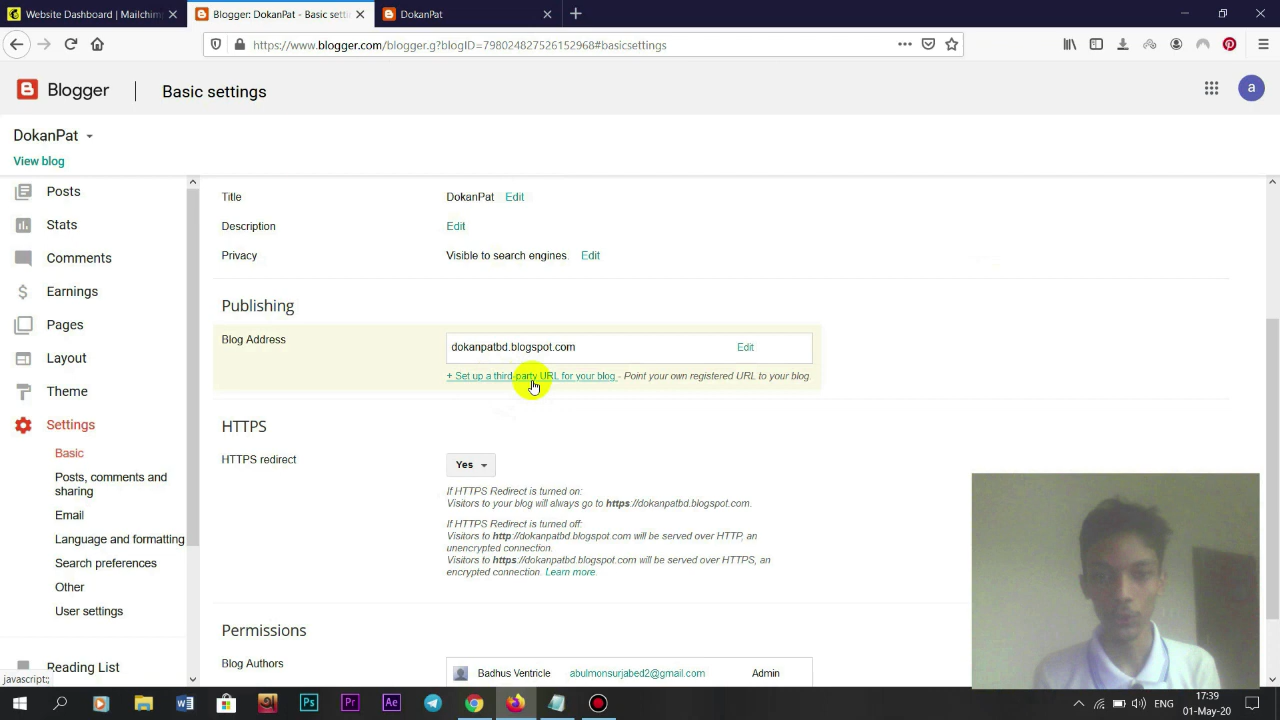 Website Dashboard | Mailchim
Blogger: DokanPat - Basic setti
DokanPat
https://www.blogger.com/blogger.g?blogID=798024827526152968#basicsettings
Blogger
Basic settings
a
DokanPat
View blog
Posts
Stats
Comments
Earnings
Pages
Layout
Theme
Settings
Basic
Posts, comments and
sharing
Email
Language and formatting
Search preferences
Other
User settings
Reading List
Title
DokanPat Edit
Description
Edit
Privacy
Visible to search engines. Edit
Publishing
Blog Address
dokanpatbd.blogspot.com
Edit
+ Set up a third-party URL for your blog - Point your own registered URL to your blog
HTTPS
HTTPS redirect
Yes
If HTTPS Redirect is turned on:
Visitors to your blog will always go to https://dokanpatbd.blogspot.com.
If HTTPS Redirect is turned off:
Visitors to http://dokanpatbd.blogspot.com will be served over HTTP, an
unencrypted connection.
Visitors to https://dokanpatbd.blogspot.com will be served over HTTPS, an
encrypted connection. Learn more.
Permissions
Blog Authors
Badhus Ventricle abulmonsurjabed2@gmail.com Admin
javascript:;
W
Ps
Pr
Ae
ENG
17:39
01-May-20